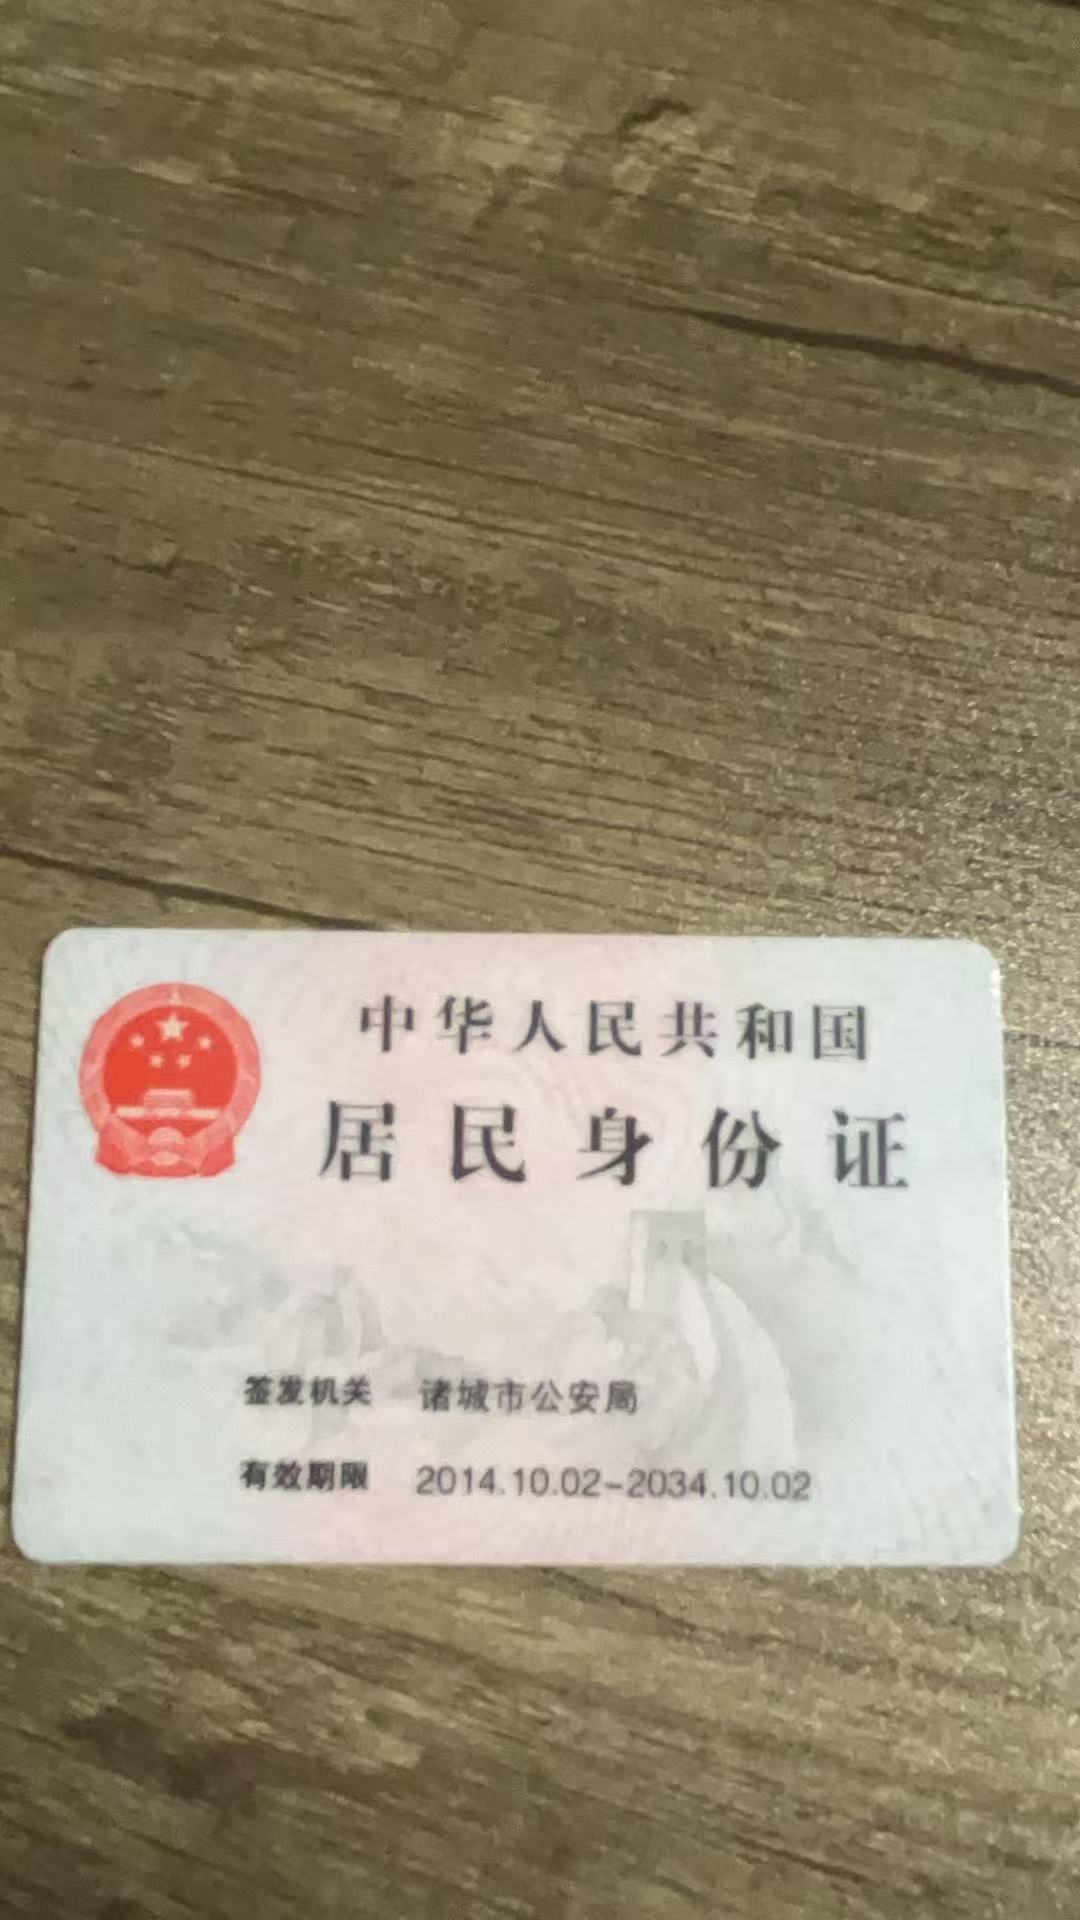 中华人民共和国
居民身份证
签发机关 诸城市公安局
有效期限 2014.10.02-2034.10.02